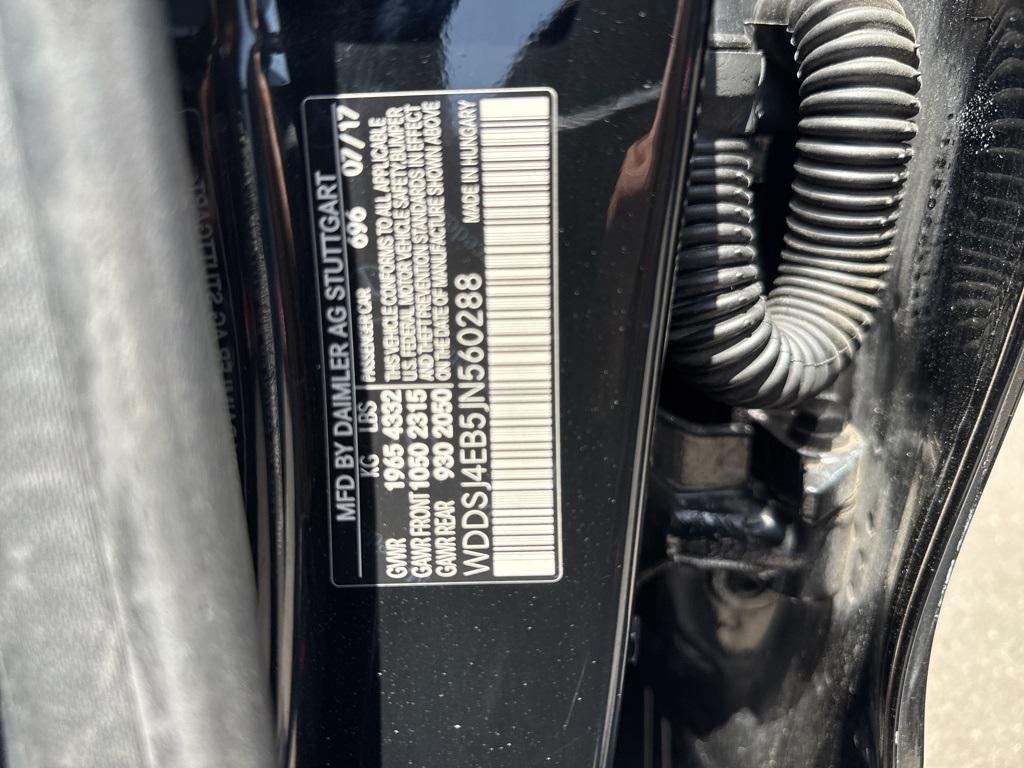 MFD BY DAIMLER AG STUTTGART
KG LBS PASSENGER CAR 696 07/17
GVWR 1965 4332
GAWR FRONT 1050 2315
GAWR REAR 930 2050
THIS VEHICLE CONFORMS TO ALL APPLICABLE
U.S. FEDERAL MOTOR VEHICLE SAFETY, BUMPER
AND THEFT PREVENTION STANDARDS IN EFFECT
ON THE DATE OF MANUFACTURE SHOWN ABOVE
WDDSJ4EB5JN560288 MADE IN HUNGARY